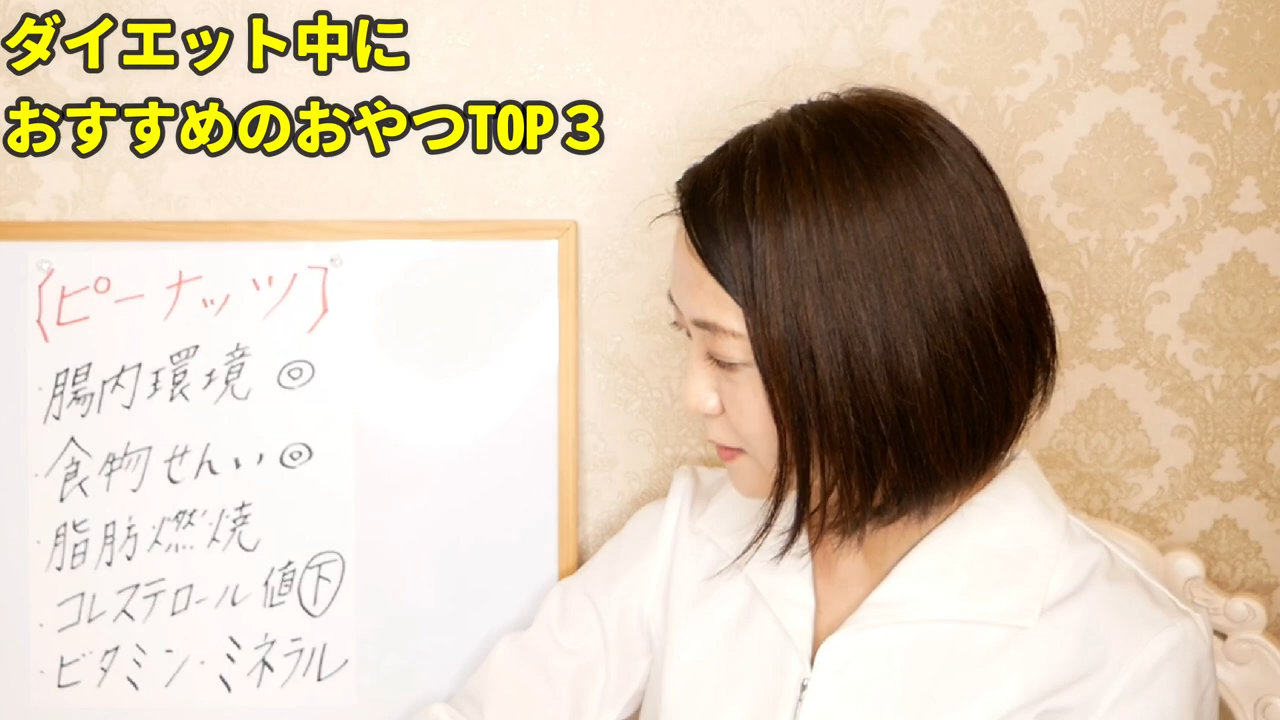 ダイエット中に
おすすめのおやつTOP３
〔ピーナッツ〕
・腸内環境 ◎
・食物せんい ◎
・脂肪燃焼
・コレステロール値㊦
・ビタミン・ミネラル